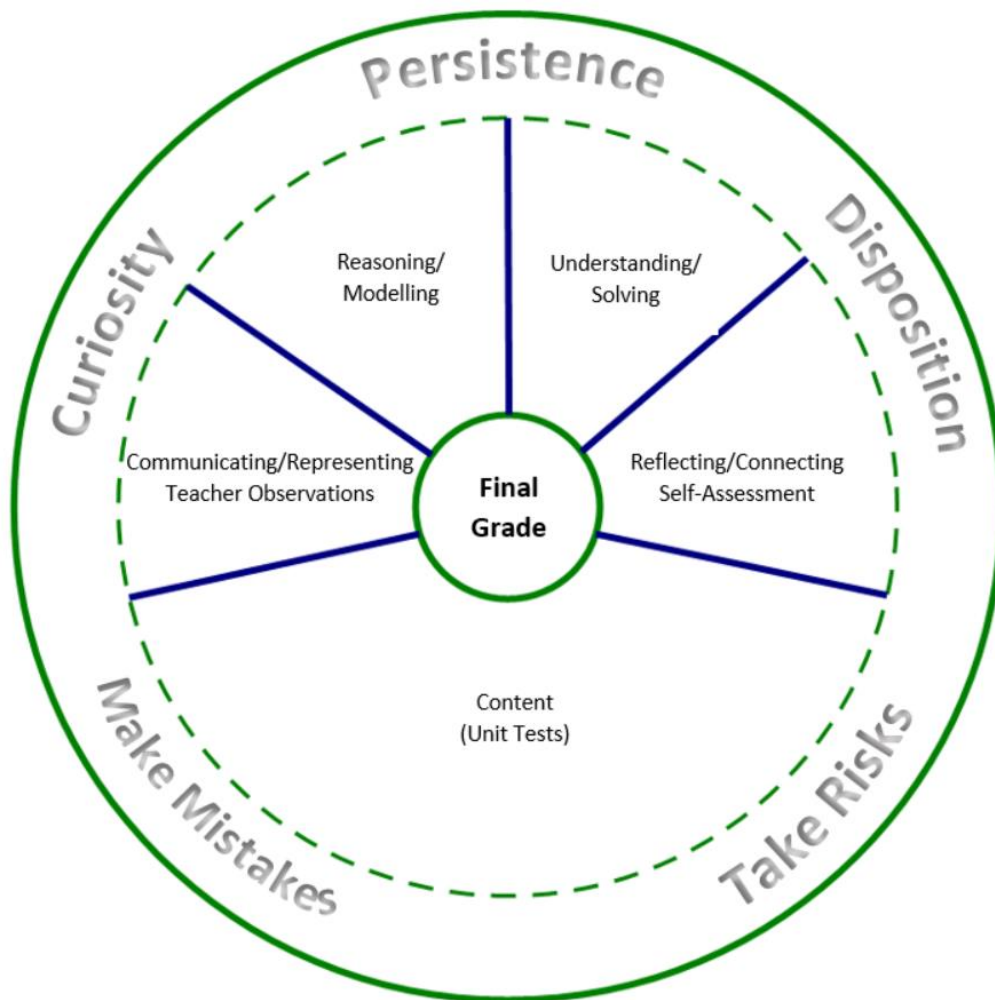 Persistence
Curiosity
Disposition
Reasoning/
Modelling
Understanding/
Solving
Communicating/Representing
Teacher Observations
Final
Grade
Reflecting/Connecting
Self-Assessment
Content
(Unit Tests)
Make Mistakes
Take Risks